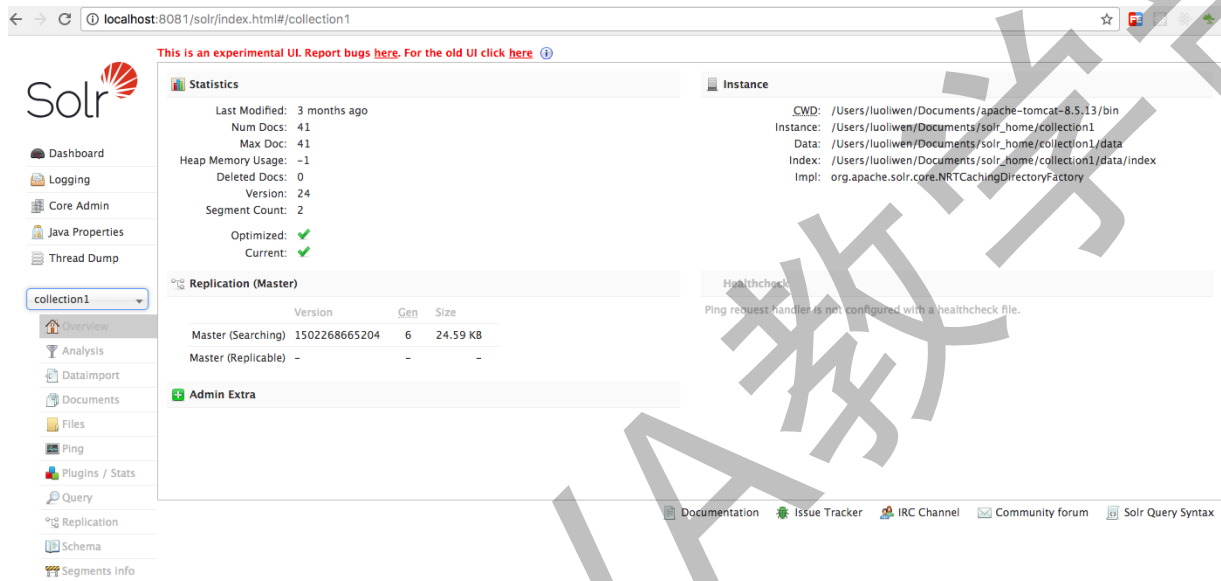 localhost:8081/solr/index.html#/collection1
This is an experimental UI. Report bugs here. For the old UI click here
Solr
Dashboard
Logging
Core Admin
Java Properties
Thread Dump
collection1
Overview
Analysis
Dataimport
Documents
Files
Ping
Plugins / Stats
Query
Replication
Schema
Segments info
Statistics
Last Modified: 3 months ago
Num Docs: 41
Max Doc: 41
Heap Memory Usage: -1
Deleted Docs: 0
Version: 24
Segment Count: 2
Optimized:
Current:
Instance
CWD: /Users/luoliwen/Documents/apache-tomcat-8.5.13/bin
Instance: /Users/luoliwen/Documents/solr_home/collection1
Data: /Users/luoliwen/Documents/solr_home/collection1/data
Index: /Users/luoliwen/Documents/solr_home/collection1/data/index
Impl: org.apache.solr.core.NRTCachingDirectoryFactory
Replication (Master)
Version Gen Size
Master (Searching) 1502268665204 6 24.59 KB
Master (Replicable) - - -
Healthcheck
Ping request handler is not configured with a healthcheck file.
Admin Extra
Documentation Issue Tracker IRC Channel Community forum Solr Query Syntax
A教学